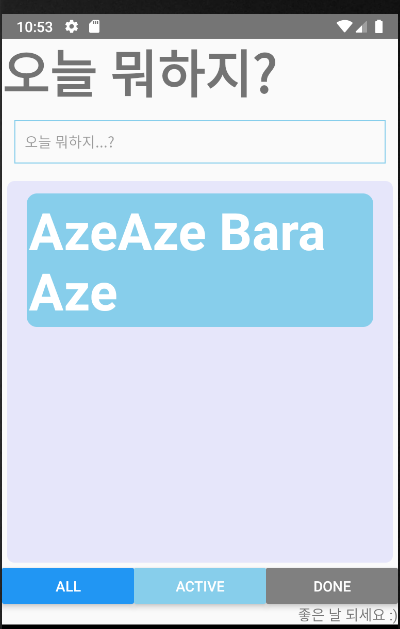 10:53
오늘 뭐하지?
오늘 뭐하지...?
AzeAze Bara
Aze
ALL
ACTIVE
DONE
좋은 날 되세요 :)